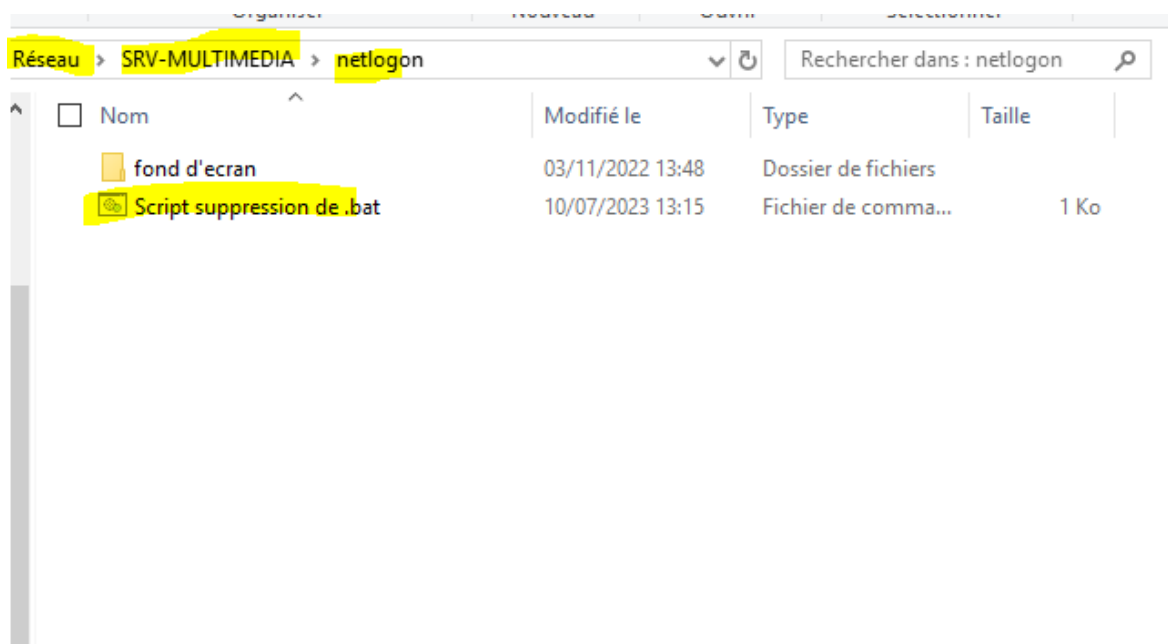 Réseau > SRV-MULTIMEDIA > netlogon Rechercher dans : netlogon
Nom Modifié le Type Taille
fond d'ecran 03/11/2022 13:48 Dossier de fichiers
Script suppression de .bat 10/07/2023 13:15 Fichier de comma... 1 Ko